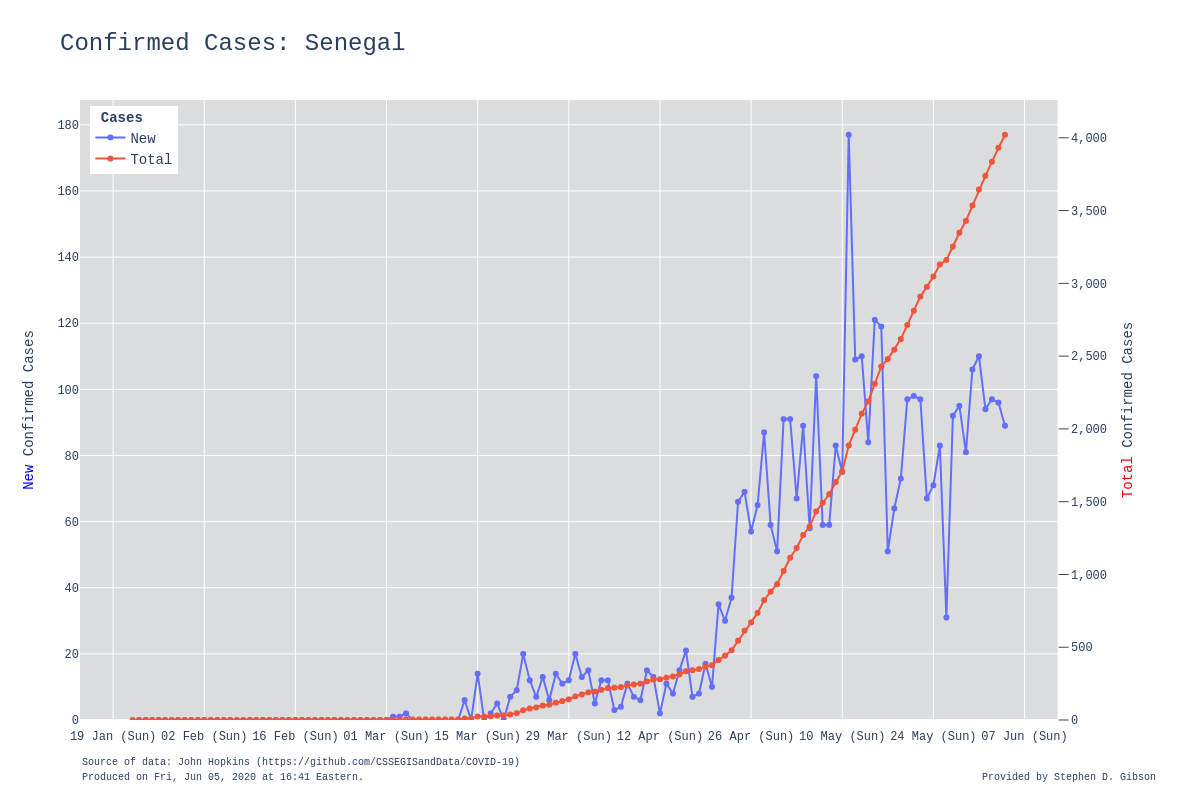 Confirmed Cases: Senegal
Cases
New
Total
180
160
140
120
100
80
60
40
20
0
4,000
3,500
3,000
2,500
2,000
1,500
1,000
500
0
New Confirmed Cases
Total Confirmed Cases
19 Jan (Sun) 02 Feb (Sun) 16 Feb (Sun) 01 Mar (Sun) 15 Mar (Sun) 29 Mar (Sun) 12 Apr (Sun) 26 Apr (Sun) 10 May (Sun) 24 May (Sun) 07 Jun (Sun)
Source of data: John Hopkins (https://github.com/CSSEGISandData/COVID-19)
Produced on Fri, Jun 05, 2020 at 16:41 Eastern.
Provided by Stephen D. Gibson